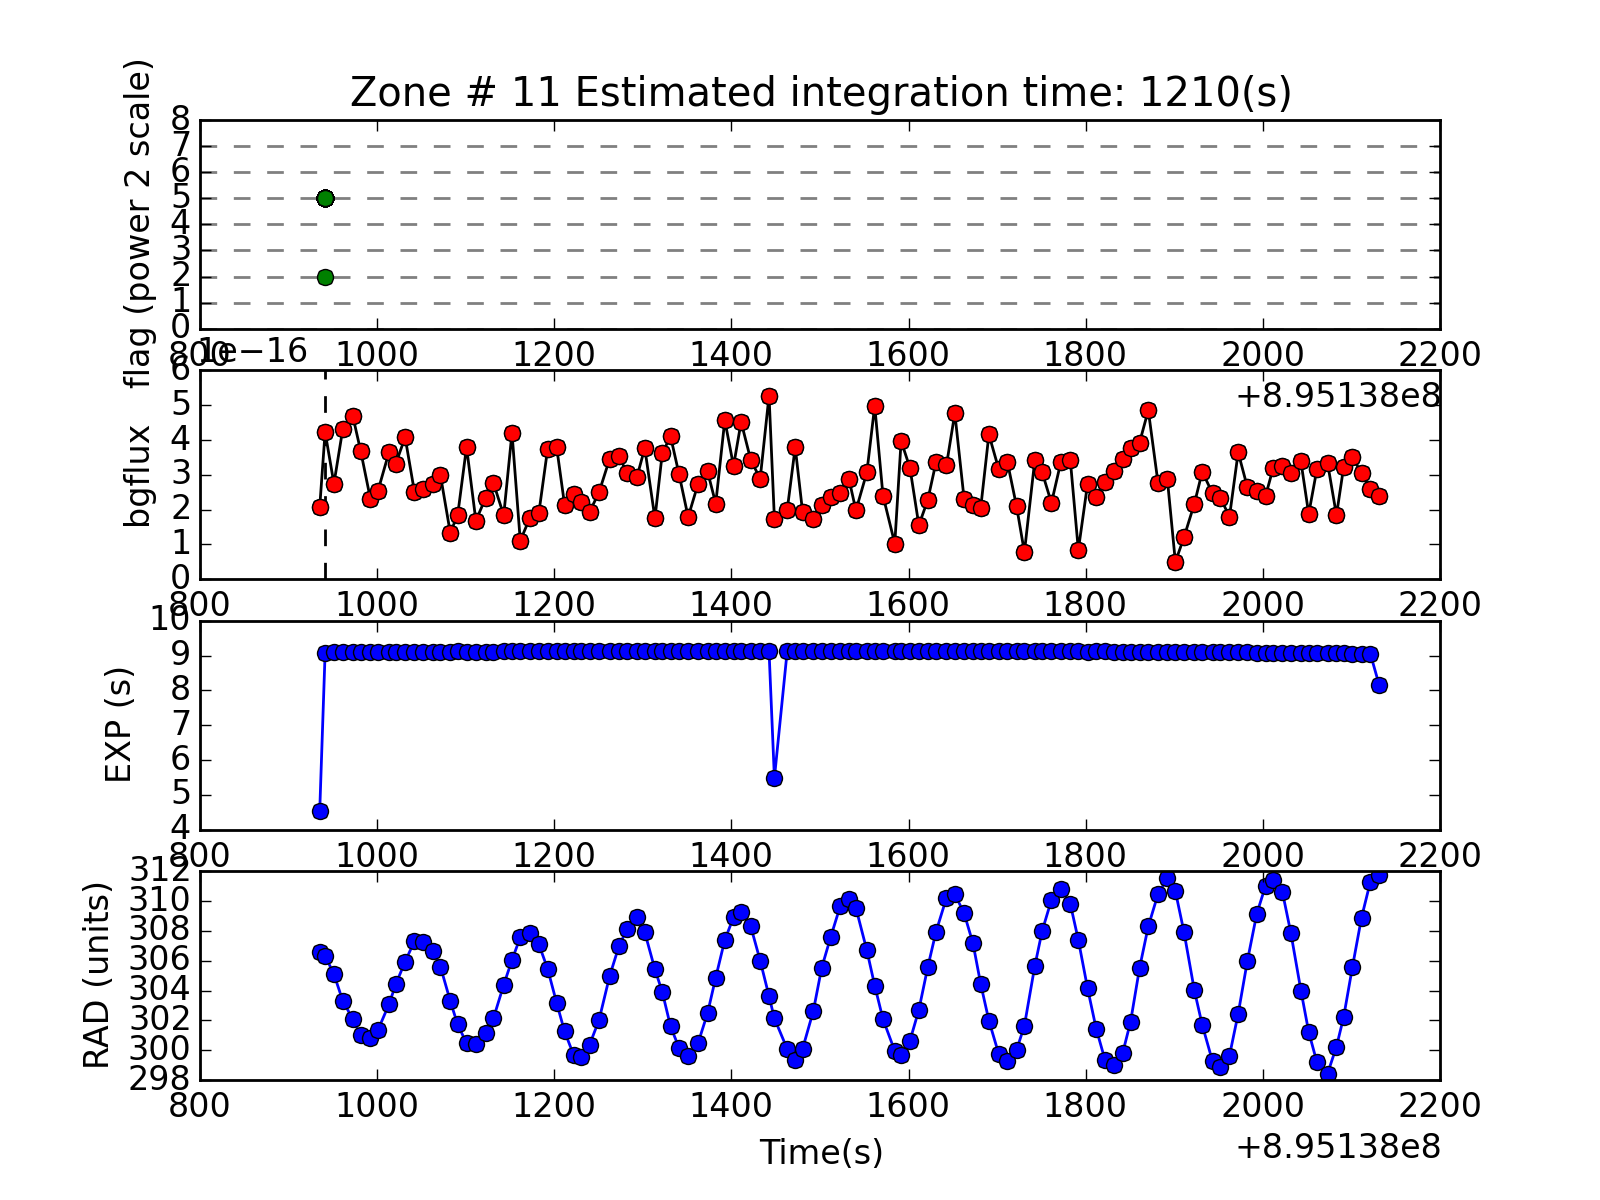 Zone # 11 Estimated integration time: 1210(s)
flag (power 2 scale)
8
7
6
5
4
3
2
1
0
800 1000 1200 1400 1600 1800 2000 2200
1e−16
+8.95138e8
bgflux
6
5
4
3
2
1
0
800 1000 1200 1400 1600 1800 2000 2200
EXP (s)
10
9
8
7
6
5
4
800 1000 1200 1400 1600 1800 2000 2200
RAD (units)
312
310
308
306
304
302
300
298
800 1000 1200 1400 1600 1800 2000 2200
Time(s)
+8.95138e8